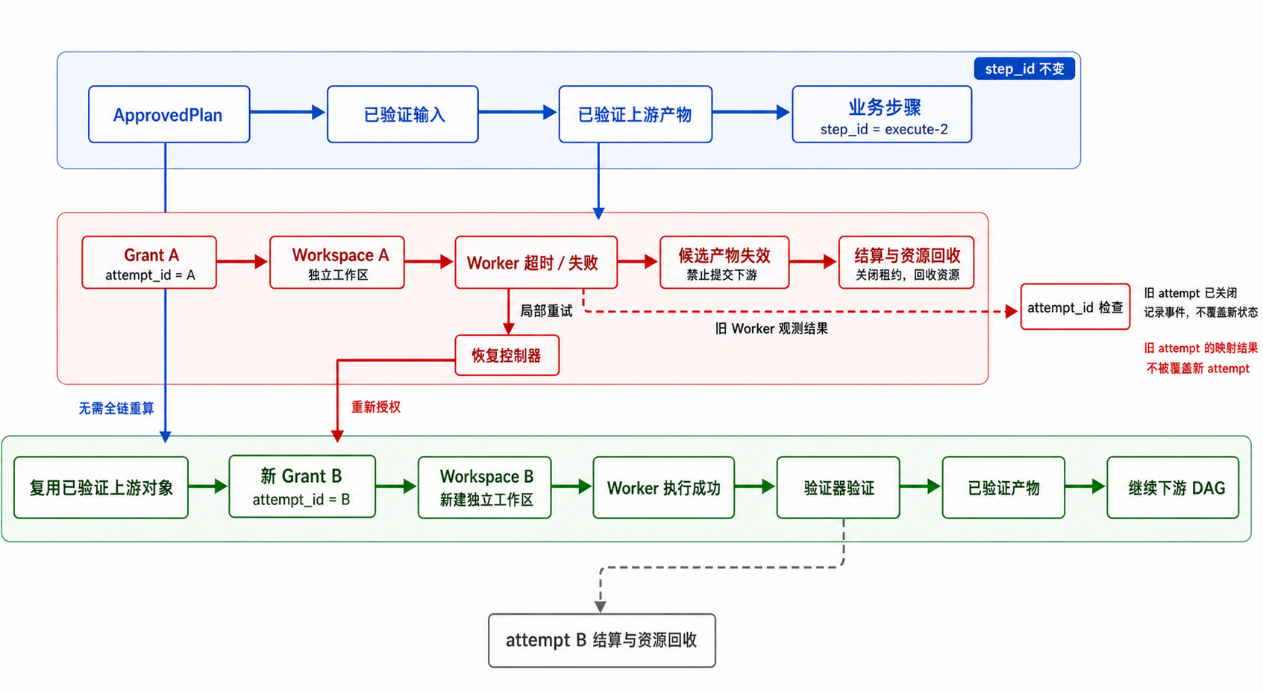 step_id 不变
ApprovedPlan
已验证输入
已验证上游产物
业务步骤
step_id = execute-2
Grant A
attempt_id = A
Workspace A
独立工作区
Worker 超时 / 失败
候选产物失效
禁止提交下游
结算与资源回收
关闭租约，回收资源
attempt_id 检查
旧 attempt 已关闭
记录事件，不覆盖新状态
旧 attempt 的映射结果
不被覆盖新 attempt
局部重试
旧 Worker 观测结果
恢复控制器
无需全链重算
重新授权
复用已验证上游对象
新 Grant B
attempt_id = B
Workspace B
新建独立工作区
Worker 执行成功
验证器验证
已验证产物
继续下游 DAG
attempt B 结算与资源回收